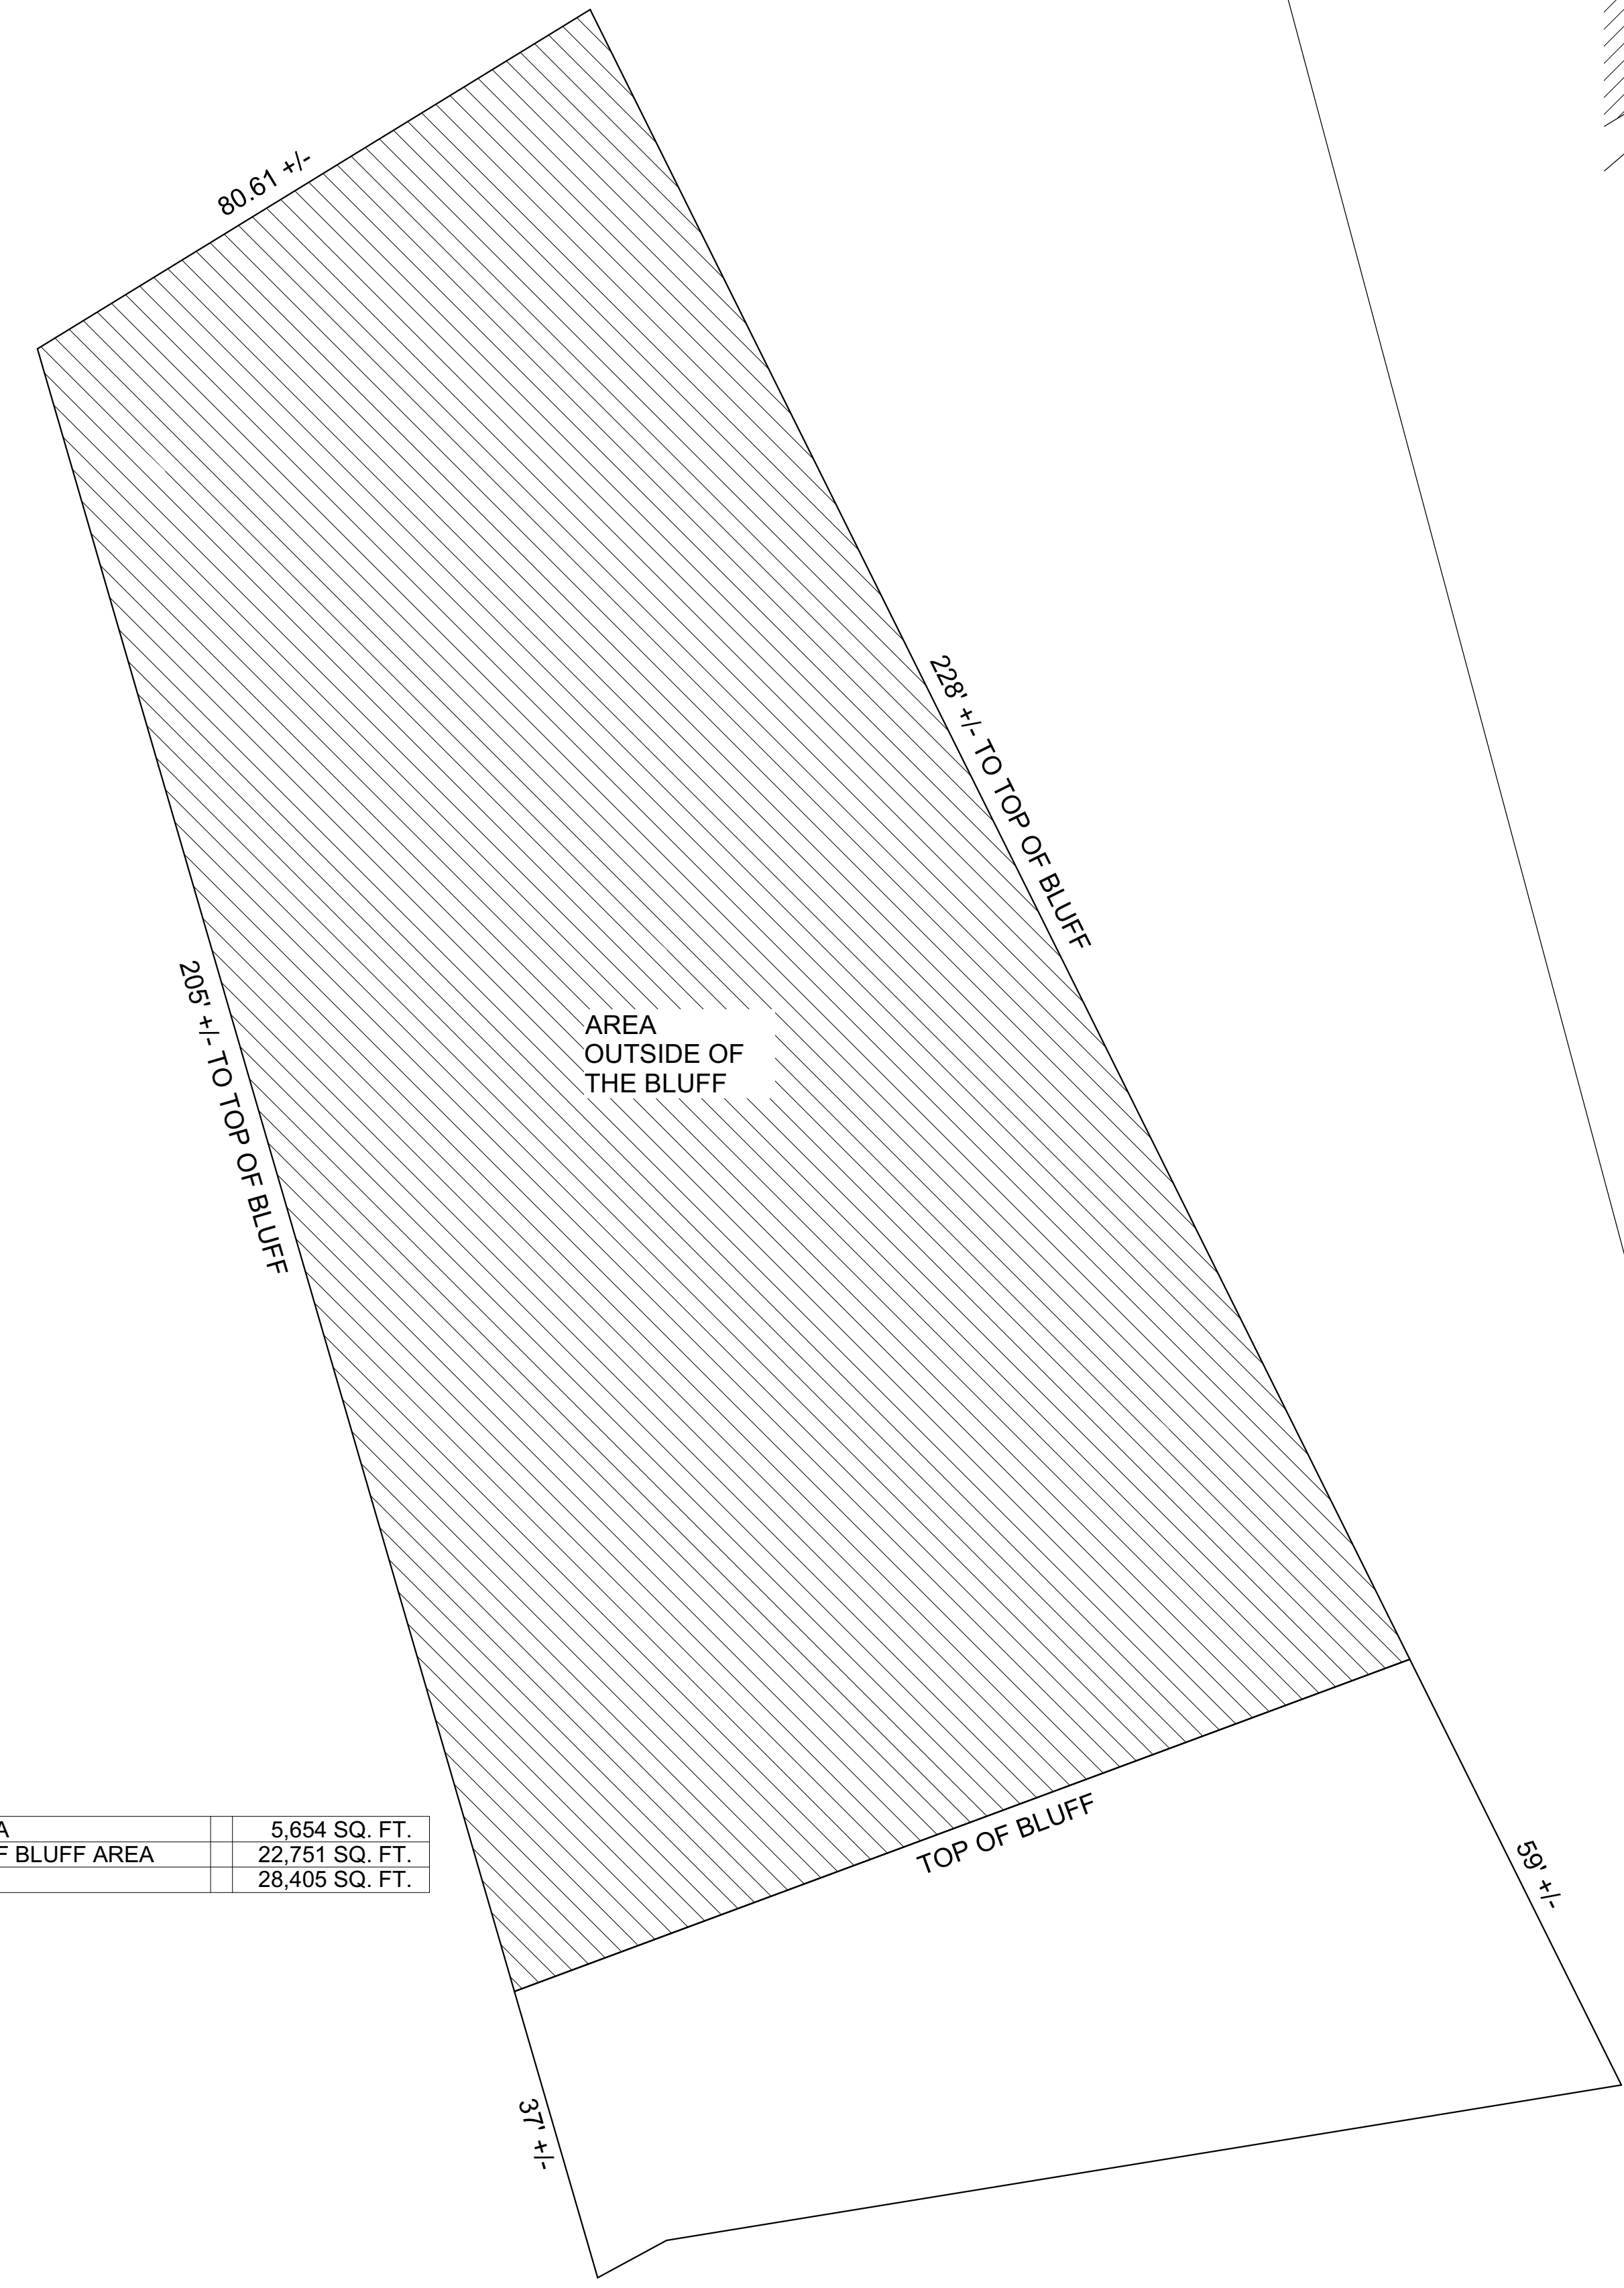 80.61 +/-
228' +/- TO TOP OF BLUFF
205' +/- TO TOP OF BLUFF
AREA
OUTSIDE OF
THE BLUFF
TOP OF BLUFF
A 5,654 SQ. FT.
F BLUFF AREA 22,751 SQ. FT.
28,405 SQ. FT.
59' +/-
37' +/-